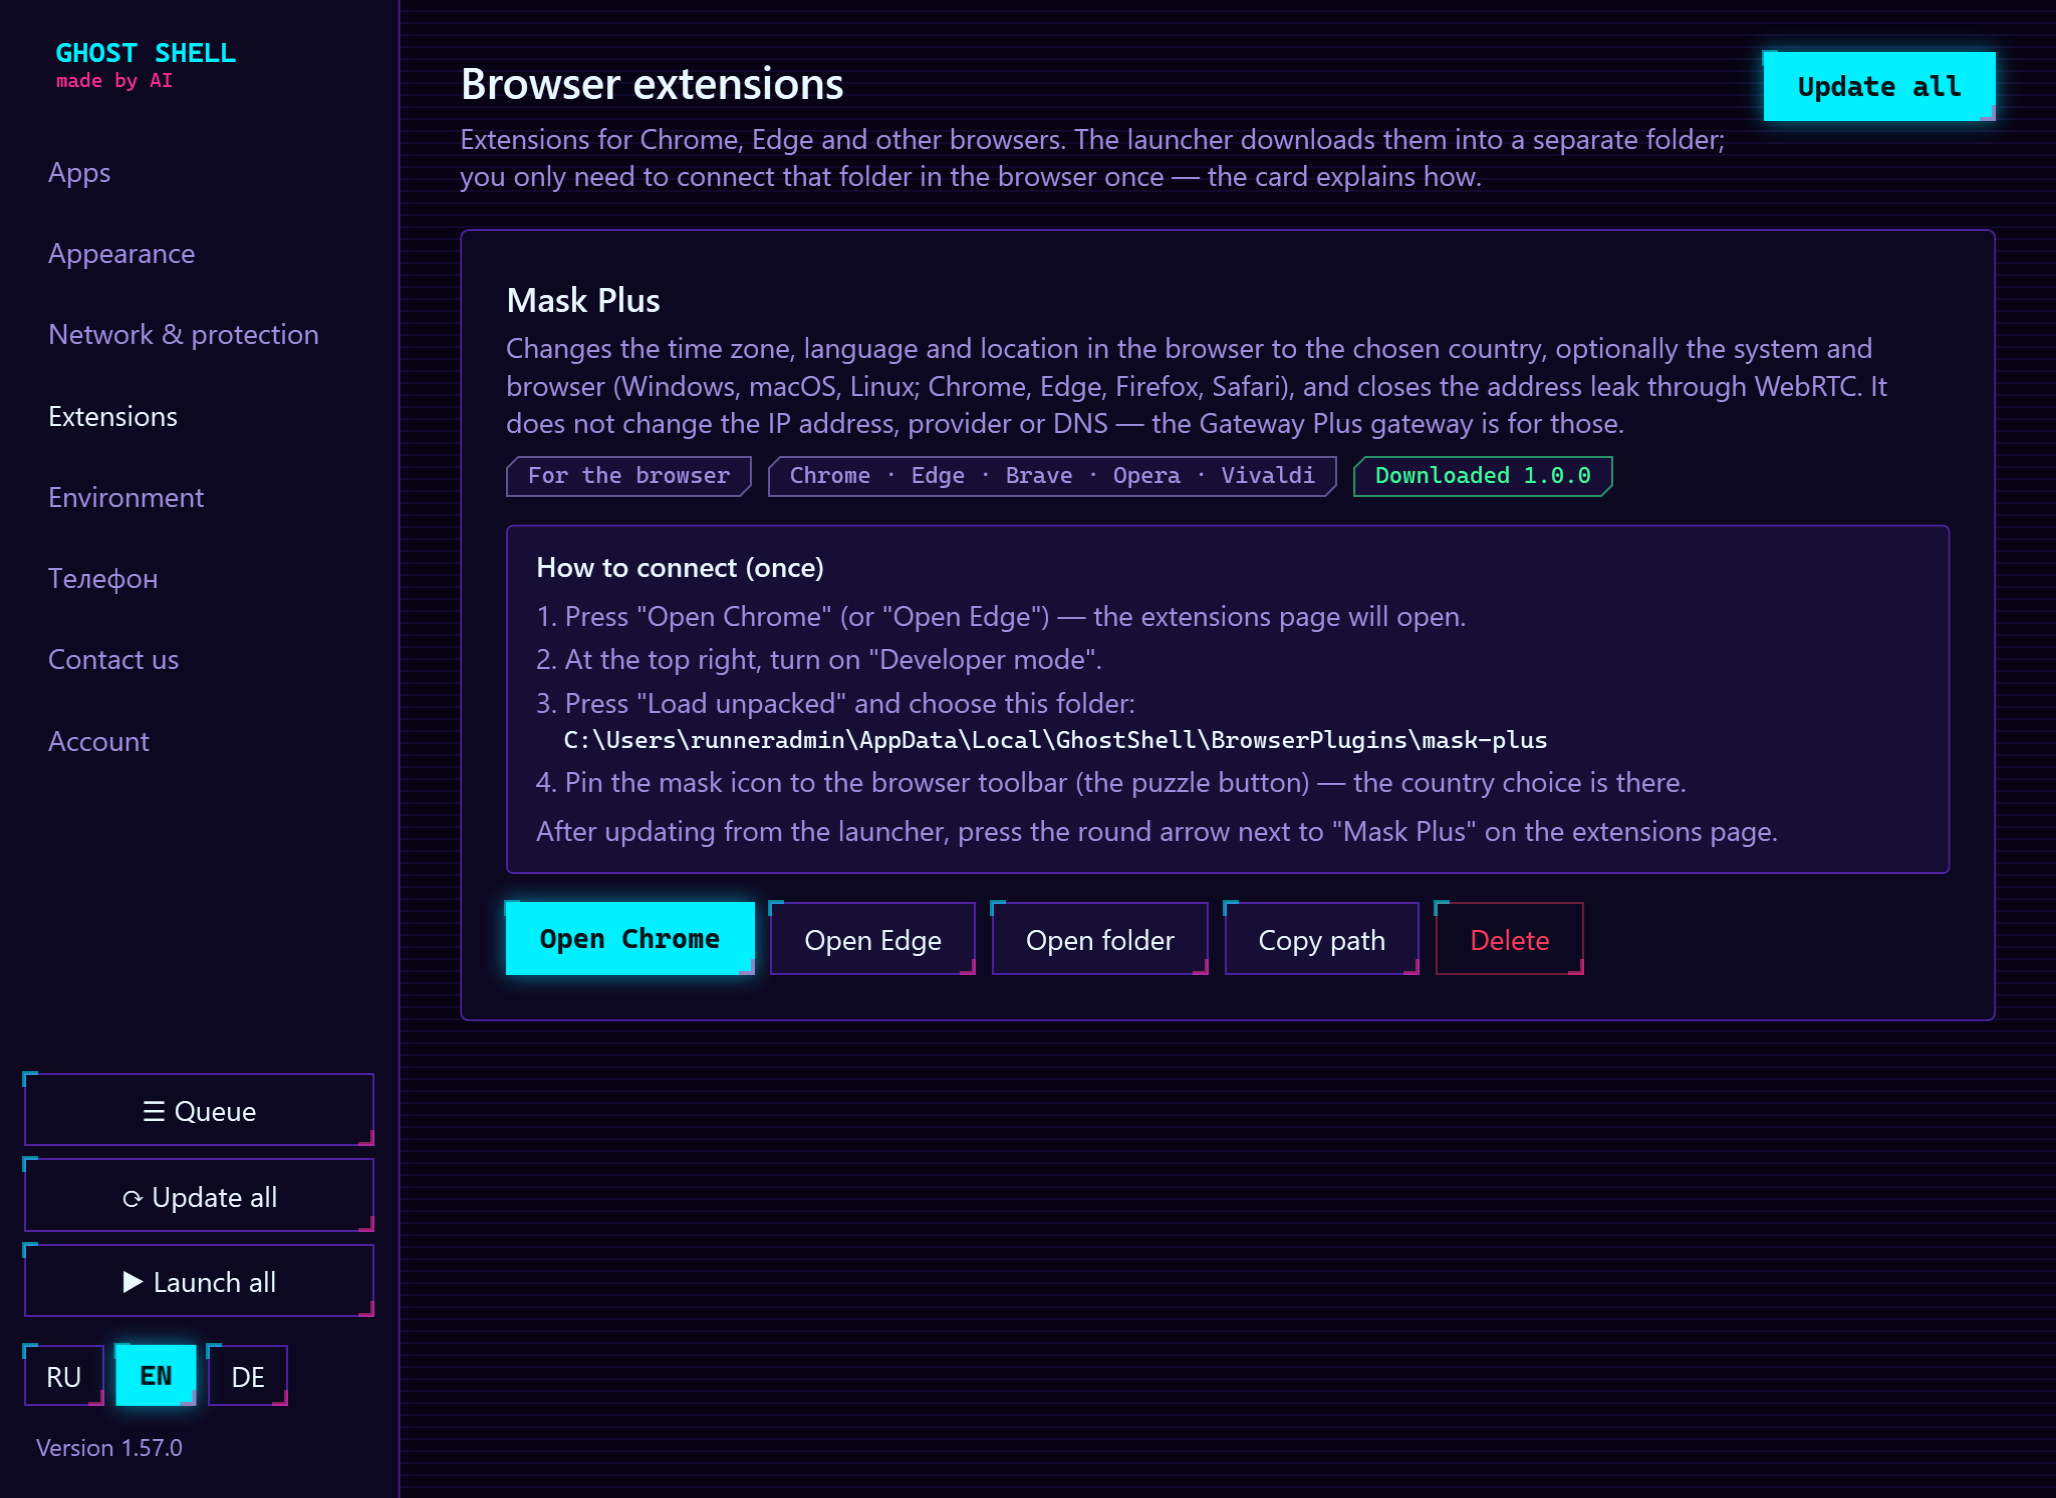 GHOST SHELL
made by AI
Apps
Appearance
Network & protection
Extensions
Environment
Телефон
Contact us
Account
☰ Queue
⟳ Update all
▶ Launch all
RU
EN
DE
Version 1.57.0
Browser extensions
Update all
Extensions for Chrome, Edge and other browsers. The launcher downloads them into a separate folder;
you only need to connect that folder in the browser once — the card explains how.
Mask Plus
Changes the time zone, language and location in the browser to the chosen country, optionally the system and
browser (Windows, macOS, Linux; Chrome, Edge, Firefox, Safari), and closes the address leak through WebRTC. It
does not change the IP address, provider or DNS — the Gateway Plus gateway is for those.
For the browser
Chrome · Edge · Brave · Opera · Vivaldi
Downloaded 1.0.0
How to connect (once)
1. Press "Open Chrome" (or "Open Edge") — the extensions page will open.
2. At the top right, turn on "Developer mode".
3. Press "Load unpacked" and choose this folder:
C:\Users\runneradmin\AppData\Local\GhostShell\BrowserPlugins\mask-plus
4. Pin the mask icon to the browser toolbar (the puzzle button) — the country choice is there.
After updating from the launcher, press the round arrow next to "Mask Plus" on the extensions page.
Open Chrome
Open Edge
Open folder
Copy path
Delete